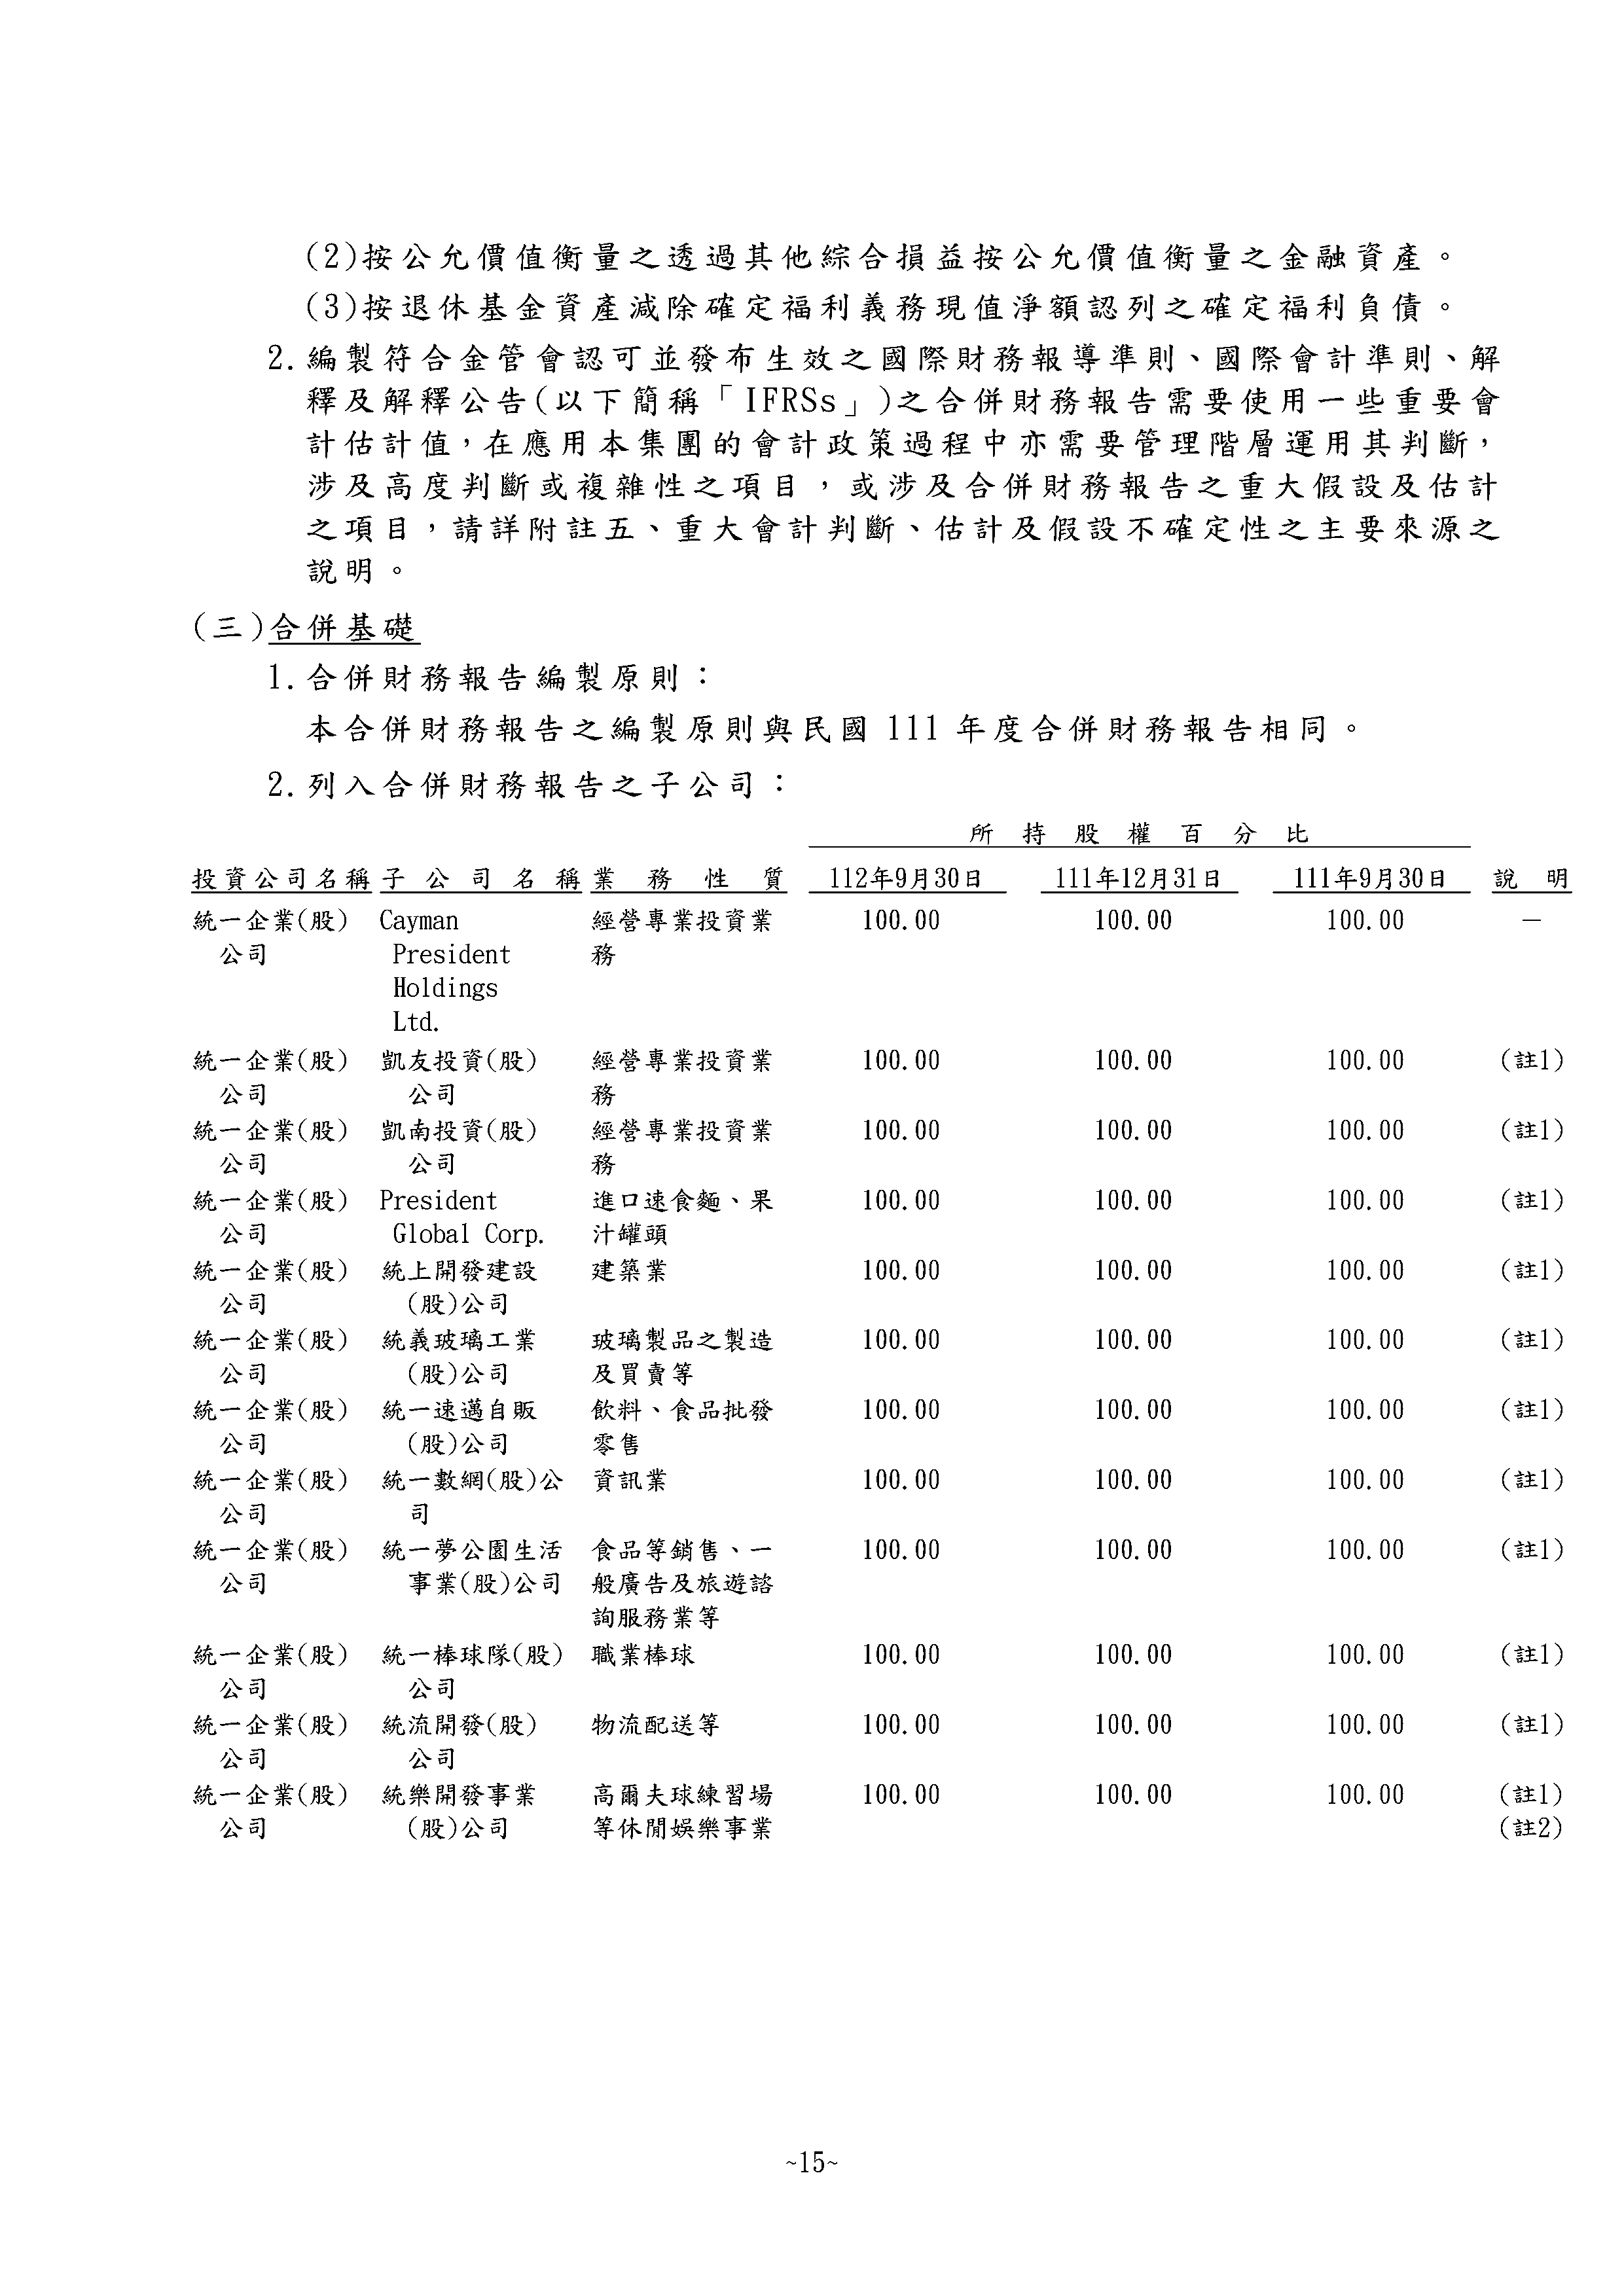 (2)按公允價值衡量之透過其他綜合損益按公允價值衡量之金融資產。
(3)按退休基金資產減除確定福利義務現值淨額認列之確定福利負債。
2.編製符合金管會認可並發布生效之國際財務報導準則、國際會計準則、解
釋及解釋公告(以下簡稱「IFRSs」)之合併財務報告需要使用一些重要會
計估計值，在應用本集團的會計政策過程中亦需要管理階層運用其判斷，
涉及高度判斷或複雜性之項目，或涉及合併財務報告之重大假設及估計
之項目，請詳附註五、重大會計判斷、估計及假設不確定性之主要來源之
說明。
(三)合併基礎
1.合併財務報告編製原則：
本合併財務報告之編製原則與民國 111 年度合併財務報告相同。
2.列入合併財務報告之子公司：
所持股權百分比
投資公司名稱 子公司名稱 業務性質 112年9月30日 111年12月31日 111年9月30日 說明
統一企業(股) Cayman 經營專業投資業 100.00 100.00 100.00 －
公司 President 務
Holdings
Ltd.
統一企業(股) 凱友投資(股) 經營專業投資業 100.00 100.00 100.00 (註1)
公司 公司 務
統一企業(股) 凱南投資(股) 經營專業投資業 100.00 100.00 100.00 (註1)
公司 公司 務
統一企業(股) President 進口速食麵、果 100.00 100.00 100.00 (註1)
公司 Global Corp. 汁罐頭
統一企業(股) 統上開發建設 建築業 100.00 100.00 100.00 (註1)
公司 (股)公司
統一企業(股) 統義玻璃工業 玻璃製品之製造 100.00 100.00 100.00 (註1)
公司 (股)公司 及買賣等
統一企業(股) 統一速邁自販 飲料、食品批發 100.00 100.00 100.00 (註1)
公司 (股)公司 零售
統一企業(股) 統一數網(股)公 資訊業 100.00 100.00 100.00 (註1)
公司 司
統一企業(股) 統一夢公園生活 食品等銷售、一 100.00 100.00 100.00 (註1)
公司 事業(股)公司 般廣告及旅遊諮
詢服務業等
統一企業(股) 統一棒球隊(股) 職業棒球 100.00 100.00 100.00 (註1)
公司 公司
統一企業(股) 統流開發(股) 物流配送等 100.00 100.00 100.00 (註1)
公司 公司
統一企業(股) 統樂開發事業 高爾夫球練習場 100.00 100.00 100.00 (註1)
公司 (股)公司 等休閒娛樂事業 (註2)
~15~